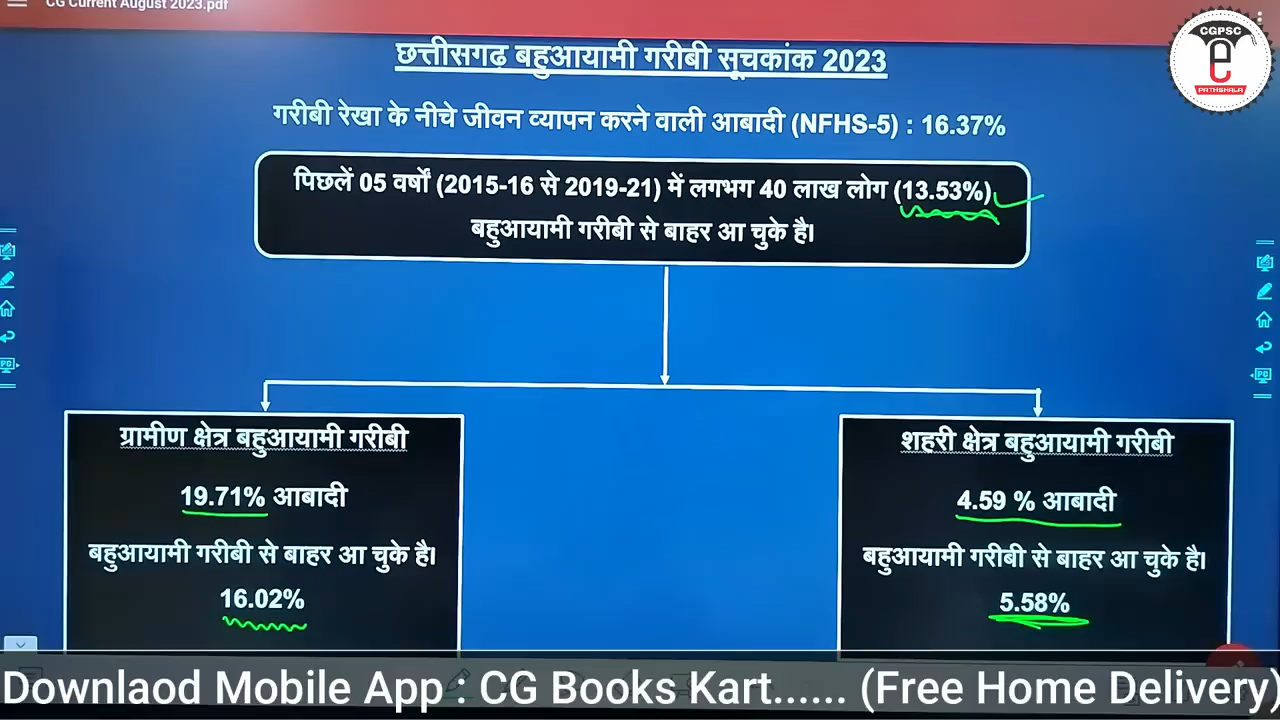 CG Current August 2023.pdf
CGPSC
e
PATHSHALA
छत्तीसगढ़ बहुआयामी गरीबी सूचकांक 2023
गरीबी रेखा के नीचे जीवन व्यापन करने वाली आबादी (NFHS-5) : 16.37%
पिछलें 05 वर्षों (2015-16 से 2019-21) में लगभग 40 लाख लोग (13.53%)
बहुआयामी गरीबी से बाहर आ चुके है।
ग्रामीण क्षेत्र बहुआयामी गरीबी
19.71% आबादी
बहुआयामी गरीबी से बाहर आ चुके है।
16.02%
शहरी क्षेत्र बहुआयामी गरीबी
4.59 % आबादी
बहुआयामी गरीबी से बाहर आ चुके है।
5.58%
PC
PC
Downlaod Mobile App : CG Books Kart...... (Free Home Delivery)